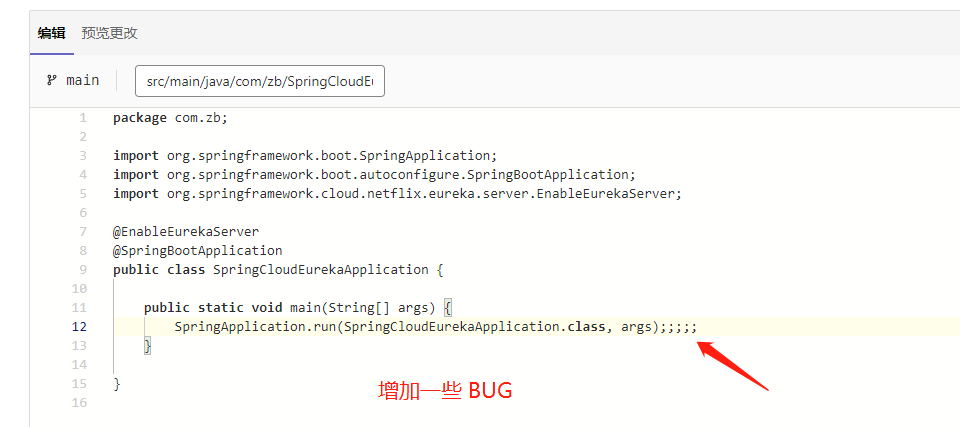 编辑 预览更改
main src/main/java/com/zb/SpringCloudEu
1 package com.zb;
2
3 import org.springframework.boot.SpringApplication;
4 import org.springframework.boot.autoconfigure.SpringBootApplication;
5 import org.springframework.cloud.netflix.eureka.server.EnableEurekaServer;
6
7 @EnableEurekaServer
8 @SpringBootApplication
9 public class SpringCloudEurekaApplication {
10
11 public static void main(String[] args) {
12 SpringApplication.run(SpringCloudEurekaApplication.class, args);;;;;
13 }
14
15 }
16
增加一些 BUG